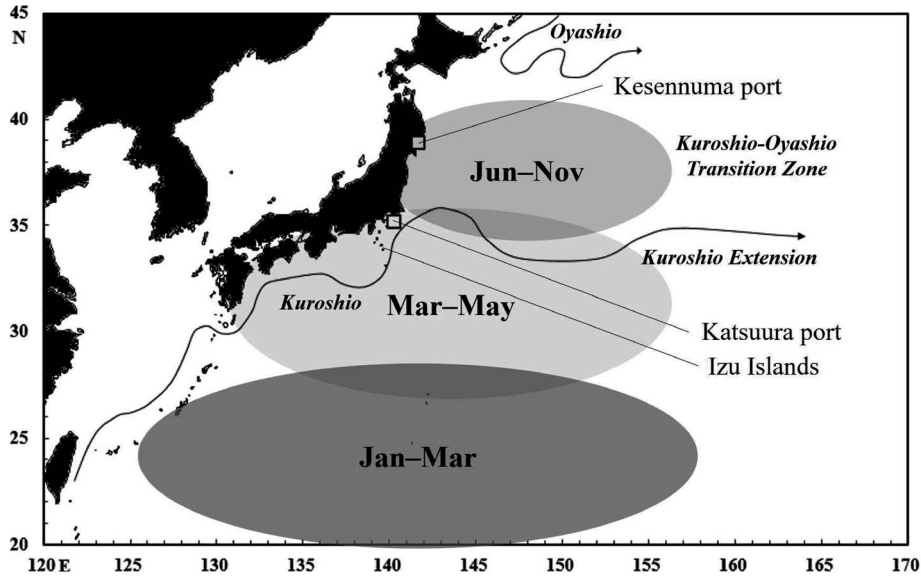 45
N
40
35
30
25
20
120 E
125
130
135
140
145
150
155
160
165
170
Oyashio
Kesennuma port
Kuroshio-Oyashio
Transition Zone
Jun–Nov
Kuroshio Extension
Kuroshio
Mar–May
Katsuura port
Izu Islands
Jan–Mar